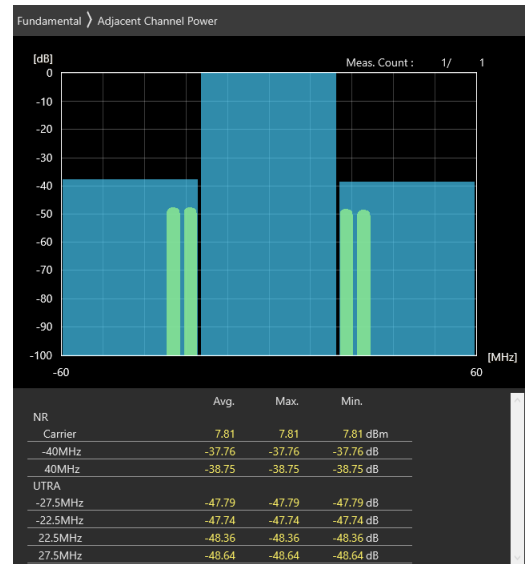 Fundamental 〉 Adjacent Channel Power
[dB]
Meas. Count : 1/ 1
0
-10
-20
-30
-40
-50
-60
-70
-80
-90
-100
[MHz]
-60 60
Avg. Max. Min.
NR
Carrier 7.81 7.81 7.81 dBm
-40MHz -37.76 -37.76 -37.76 dB
40MHz -38.75 -38.75 -38.75 dB
UTRA
-27.5MHz -47.79 -47.79 -47.79 dB
-22.5MHz -47.74 -47.74 -47.74 dB
22.5MHz -48.36 -48.36 -48.36 dB
27.5MHz -48.64 -48.64 -48.64 dB